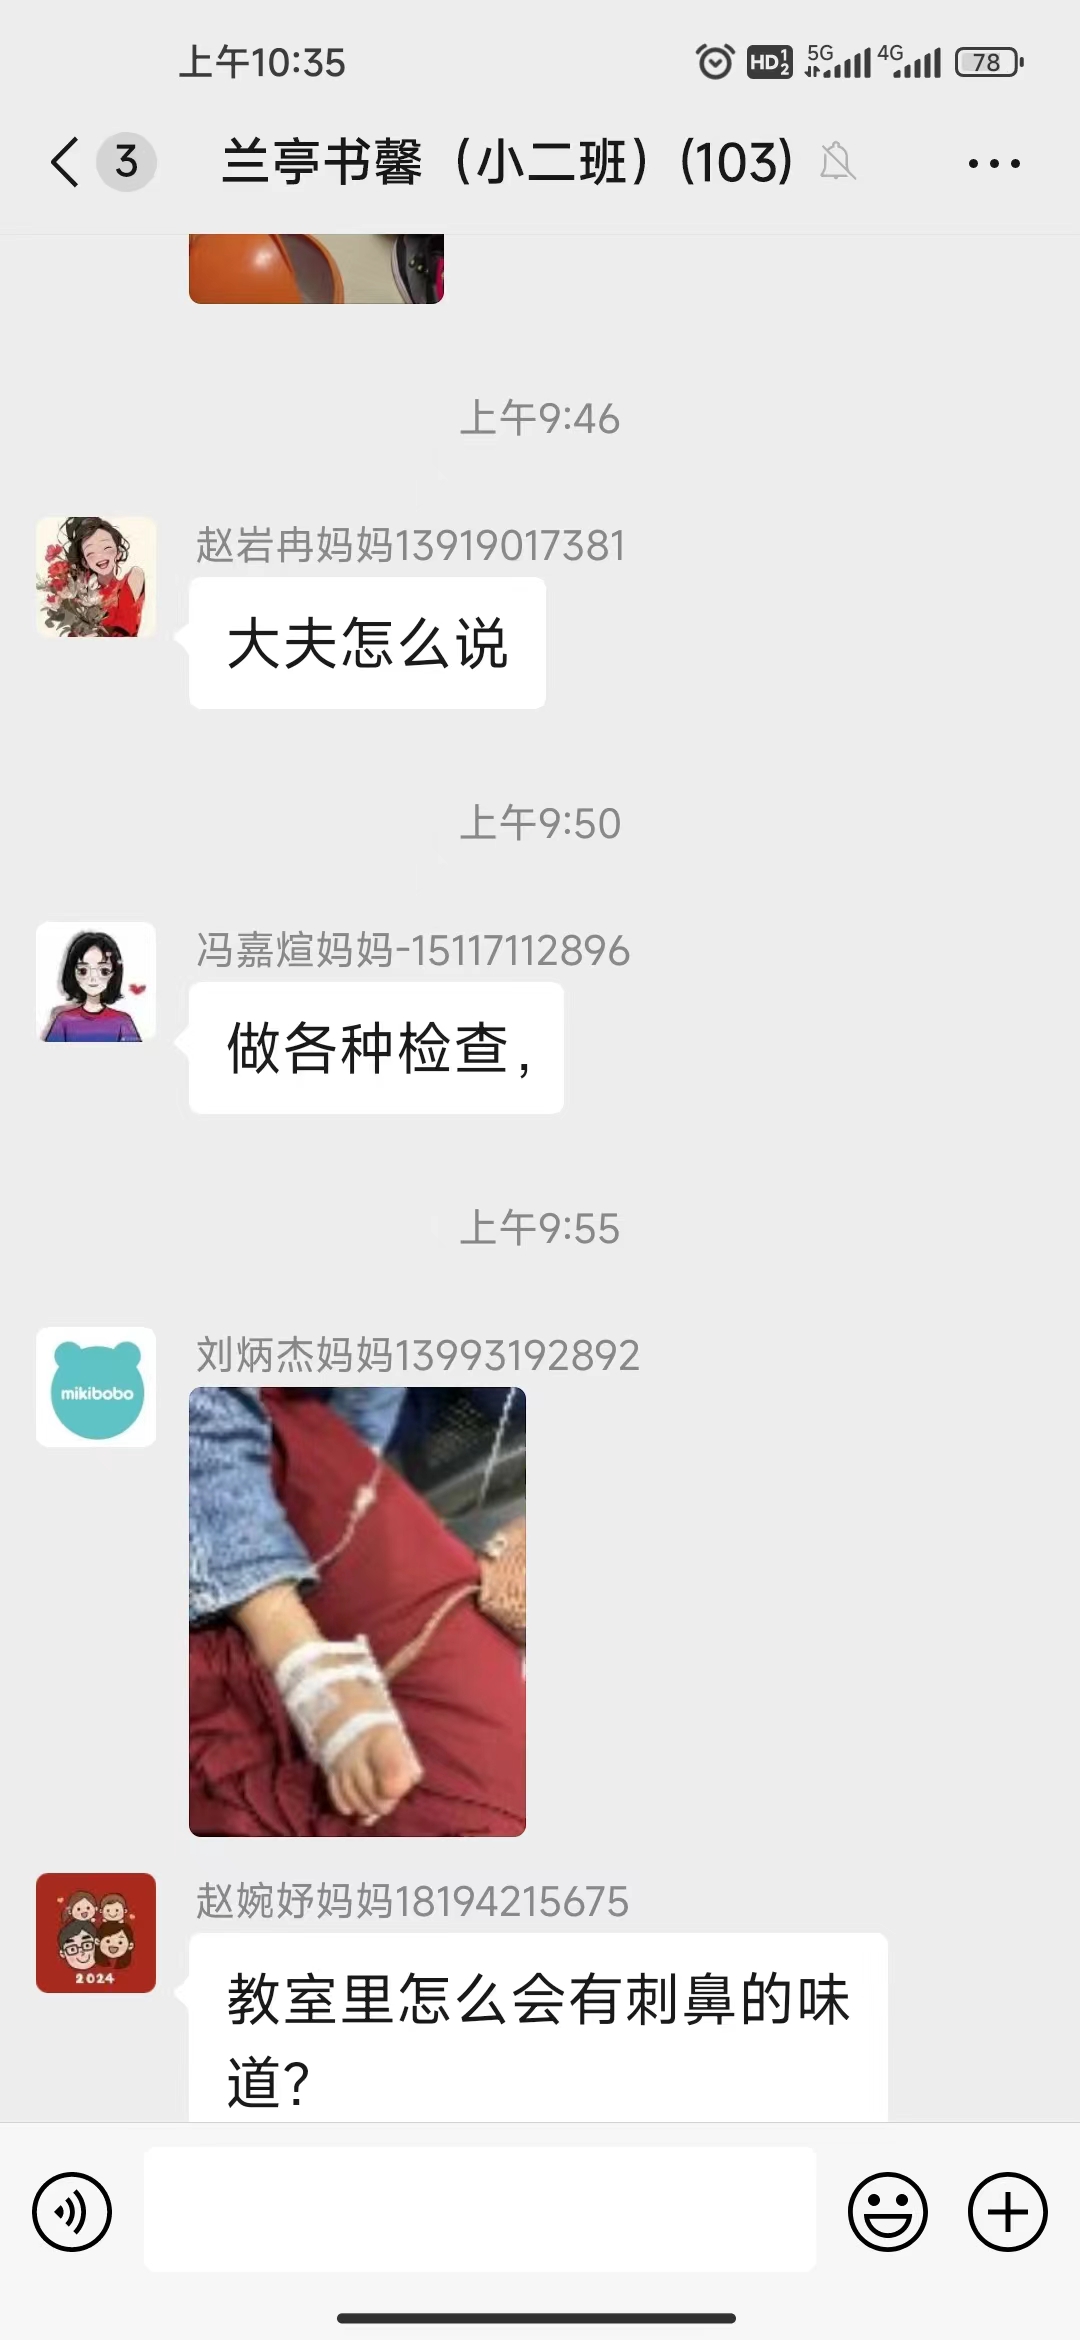 上午10:35
HD 1 2
5G
4G
78
3
兰亭书馨（小二班）(103)
上午9:46
赵岩冉妈妈13919017381
大夫怎么说
上午9:50
冯嘉煊妈妈-15117112896
做各种检查，
上午9:55
刘炳杰妈妈13993192892
mikibobo
赵婉妤妈妈18194215675
2024
教室里怎么会有刺鼻的味
道？